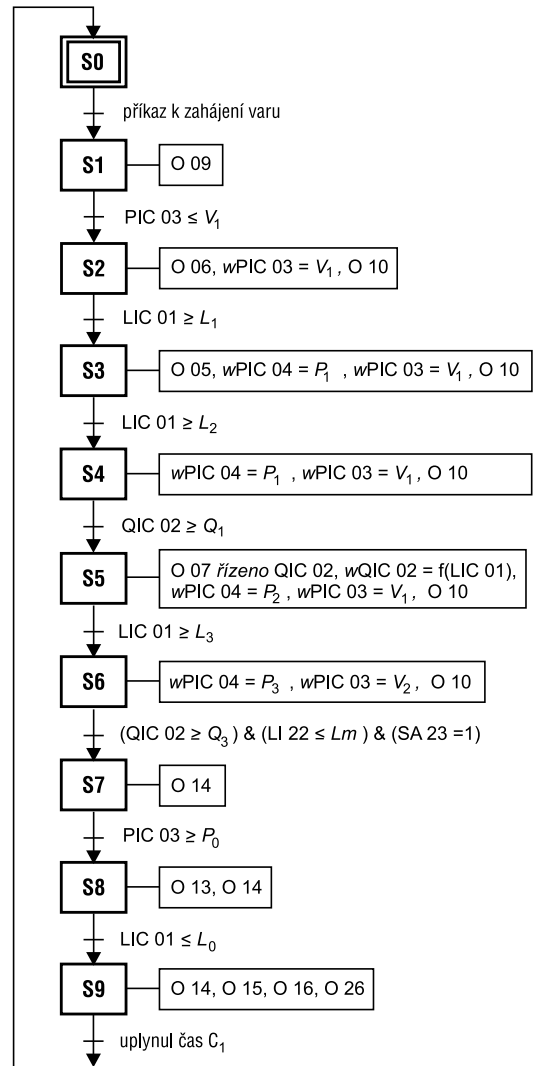 S0
příkaz k zahájení varu
S1
O 09
PIC 03 ≤ V1
S2
O 06, wPIC 03 = V1, O 10
LIC 01 ≥ L1
S3
O 05, wPIC 04 = P1 , wPIC 03 = V1, O 10
LIC 01 ≥ L2
S4
wPIC 04 = P1 , wPIC 03 = V1, O 10
QIC 02 ≥ Q1
S5
O 07 řízeno QIC 02, wQIC 02 = f(LIC 01),
wPIC 04 = P2 , wPIC 03 = V1, O 10
LIC 01 ≥ L3
S6
wPIC 04 = P3 , wPIC 03 = V2, O 10
(QIC 02 ≥ Q3 ) & (LI 22 ≤ Lm ) & (SA 23 =1)
S7
O 14
PIC 03 ≥ P0
S8
O 13, O 14
LIC 01 ≤ L0
S9
O 14, O 15, O 16, O 26
uplynul čas C1